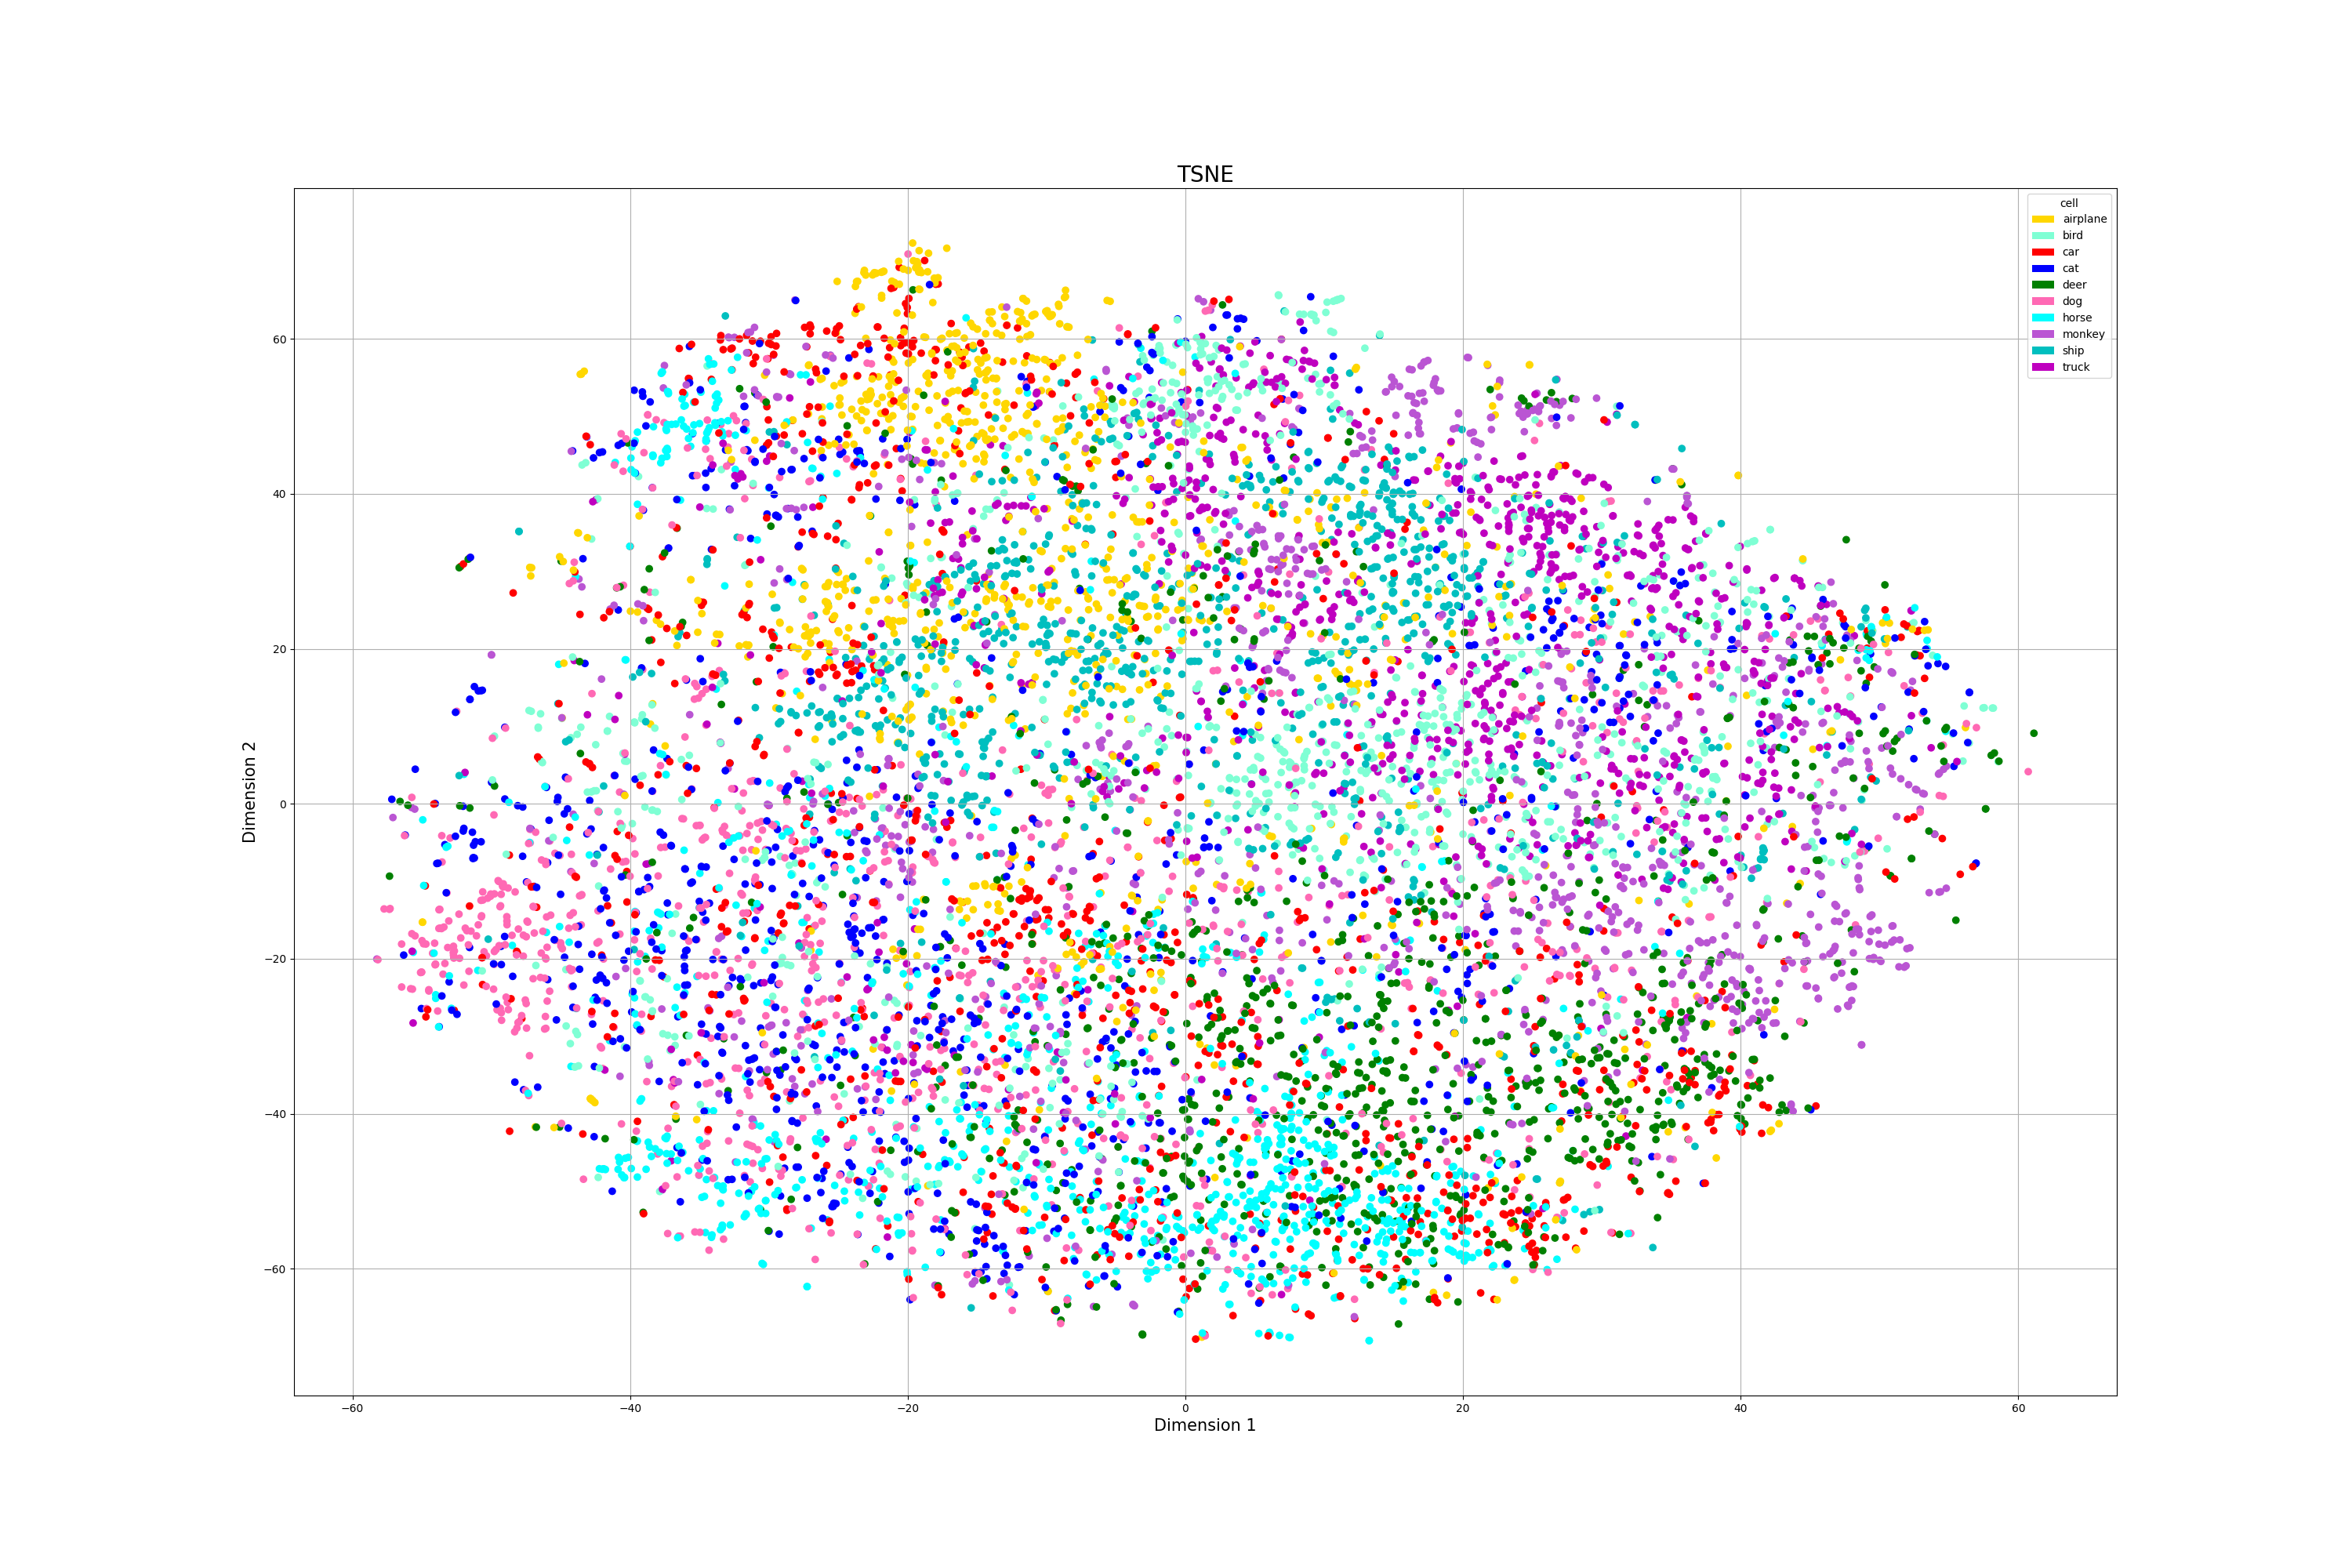 TSNE
cell
airplane
bird
car
cat
deer
dog
horse
monkey
ship
truck
60
40
20
0
−20
−40
−60
Dimension 2
−60
−40
−20
0
20
40
60
Dimension 1